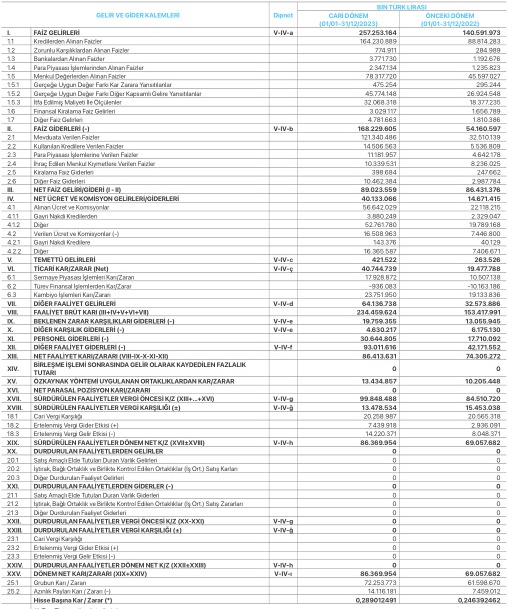 BİN TÜRK LİRASI
GELİR VE GİDER KALEMLERİ Dipnot CARİ DÖNEM ÖNCEKİ DÖNEM
(01/01-31/12/2023) (01/01-31/12/2022)
I. FAİZ GELİRLERİ V-IV-a 257.253.164 140.591.973
1.1 Kredilerden Alınan Faizler 164.230.889 88.814.283
1.2 Zorunlu Karşılıklardan Alınan Faizler 774.911 284.989
1.3 Bankalardan Alınan Faizler 3.771.730 1.192.676
1.4 Para Piyasası İşlemlerinden Alınan Faizler 2.347.134 1.235.823
1.5 Menkul Değerlerden Alınan Faizler 78.317.720 45.597.027
1.5.1 Gerçeğe Uygun Değer Farkı Kar Zarara Yansıtılanlar 475.254 295.244
1.5.2 Gerçeğe Uygun Değer Farkı Diğer Kapsamlı Gelire Yansıtılanlar 45.774.148 26.924.548
1.5.3 İtfa Edilmiş Maliyeti İle Ölçülenler 32.068.318 18.377.235
1.6 Finansal Kiralama Faiz Gelirleri 3.029.117 1.656.789
1.7 Diğer Faiz Gelirleri 4.781.663 1.810.386
II. FAİZ GİDERLERİ (-) V-IV-b 168.229.605 54.160.597
2.1 Mevduata Verilen Faizler 121.340.486 32.510.139
2.2 Kullanılan Kredilere Verilen Faizler 14.506.563 5.536.809
2.3 Para Piyasası İşlemlerine Verilen Faizler 11.181.957 4.642.178
2.4 İhraç Edilen Menkul Kıymetlere Verilen Faizler 10.339.531 8.236.025
2.5 Kiralama Faiz Giderleri 398.684 247.662
2.6 Diğer Faiz Giderleri 10.462.384 2.987.784
III. NET FAİZ GELİRİ/GİDERİ (I - II) 89.023.559 86.431.376
IV. NET ÜCRET VE KOMİSYON GELİRLERİ/GİDERLERİ 40.133.066 14.671.415
4.1 Alınan Ücret ve Komisyonlar 56.642.029 22.118.215
4.1.1 Gayri Nakdi Kredilerden 3.880.249 2.329.047
4.1.2 Diğer 52.761.780 19.789.168
4.2 Verilen Ücret ve Komisyonlar (-) 16.508.963 7.446.800
4.2.1 Gayri Nakdi Kredilere 143.376 40.129
4.2.2 Diğer 16.365.587 7.406.671
V. TEMETTÜ GELİRLERİ V-IV-c 421.522 263.526
VI. TİCARİ KAR/ZARAR (Net) V-IV-ç 40.744.739 19.477.788
6.1 Sermaye Piyasası İşlemleri Karı/Zararı 17.928.872 10.507.138
6.2 Türev Finansal İşlemlerden Kar/Zarar -936.083 -10.163.186
6.3 Kambiyo İşlemleri Karı/Zararı 23.751.950 19.133.836
VII. DİĞER FAALİYET GELİRLERİ V-IV-d 64.136.738 32.573.886
VIII. FAALİYET BRÜT KARI (III+IV+V+VI+VII) 234.459.624 153.417.991
IX. BEKLENEN ZARAR KARŞILIKLARI GİDERLERİ (-) V-IV-e 19.759.355 13.055.945
X. DİĞER KARŞILIK GİDERLERİ (-) V-IV-e 4.630.217 6.175.130
XI. PERSONEL GİDERLERİ (-) 30.644.805 17.710.092
XII. DİĞER FAALİYET GİDERLERİ (-) V-IV-f 93.011.616 42.171.552
XIII. NET FAALİYET KARI/ZARARI (VIII-IX-X-XI-XII) 86.413.631 74.305.272
XIV. BİRLEŞME İŞLEMİ SONRASINDA GELİR OLARAK KAYDEDİLEN FAZLALIK TUTARI 0 0
XV. ÖZKAYNAK YÖNTEMİ UYGULANAN ORTAKLIKLARDAN KAR/ZARAR 13.434.857 10.205.448
XVI. NET PARASAL POZİSYON KARI/ZARARI 0 0
XVII. SÜRDÜRÜLEN FAALİYETLER VERGİ ÖNCESİ K/Z (XIII+...+XVI) V-IV-g 99.848.488 84.510.720
XVIII. SÜRDÜRÜLEN FAALİYETLER VERGİ KARŞILIĞI (±) V-IV-ğ 13.478.534 15.453.038
18.1 Cari Vergi Karşılığı 20.258.987 20.565.318
18.2 Ertelenmiş Vergi Gider Etkisi (+) 7.439.918 2.936.091
18.3 Ertelenmiş Vergi Gelir Etkisi (-) 14.220.371 8.048.371
XIX. SÜRDÜRÜLEN FAALİYETLER DÖNEM NET K/Z (XVII±XVIII) V-IV-h 86.369.954 69.057.682
XX. DURDURULAN FAALİYETLERDEN GELİRLER 0 0
20.1 Satış Amaçlı Elde Tutulan Duran Varlık Gelirleri 0 0
20.2 İştirak, Bağlı Ortaklık ve Birlikte Kontrol Edilen Ortaklıklar (İş Ort.) Satış Karları 0 0
20.3 Diğer Durdurulan Faaliyet Gelirleri 0 0
XXI. DURDURULAN FAALİYETLERDEN GİDERLER (-) 0 0
21.1 Satış Amaçlı Elde Tutulan Duran Varlık Giderleri 0 0
21.2 İştirak, Bağlı Ortaklık ve Birlikte Kontrol Edilen Ortaklıklar (İş Ort.) Satış Zararları 0 0
21.3 Diğer Durdurulan Faaliyet Giderleri 0 0
XXII. DURDURULAN FAALİYETLER VERGİ ÖNCESİ K/Z (XX-XXI) V-IV-g 0 0
XXIII. DURDURULAN FAALİYETLER VERGİ KARŞILIĞI (±) V-IV-ğ 0 0
23.1 Cari Vergi Karşılığı 0 0
23.2 Ertelenmiş Vergi Gider Etkisi (+) 0 0
23.3 Ertelenmiş Vergi Gelir Etkisi (-) 0 0
XXIV. DURDURULAN FAALİYETLER DÖNEM NET K/Z (XXII±XXIII) V-IV-h 0 0
XXV. DÖNEM NET KARI/ZARARI (XIX+XXIV) V-IV-ı 86.369.954 69.057.682
25.1 Grubun Karı / Zararı 72.253.773 61.598.670
25.2 Azınlık Payları Karı / Zararı (-) 14.116.181 7.459.012
Hisse Başına Kar / Zarar (*) 0,289012491 0,246392462